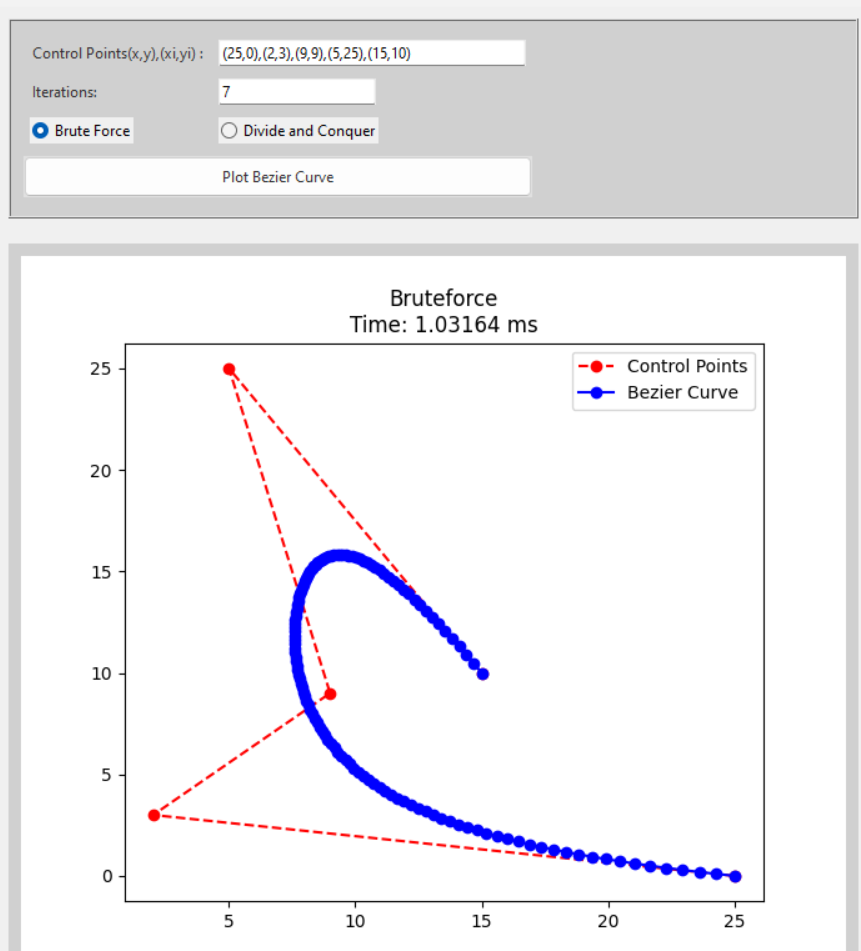 Control Points(x,y),(xi,yi) : (25,0),(2,3),(9,9),(5,25),(15,10)
Iterations: 7
Brute Force Divide and Conquer
Plot Bezier Curve
Bruteforce
Time: 1.03164 ms
Control Points
Bezier Curve
25
20
15
10
5
0
5 10 15 20 25